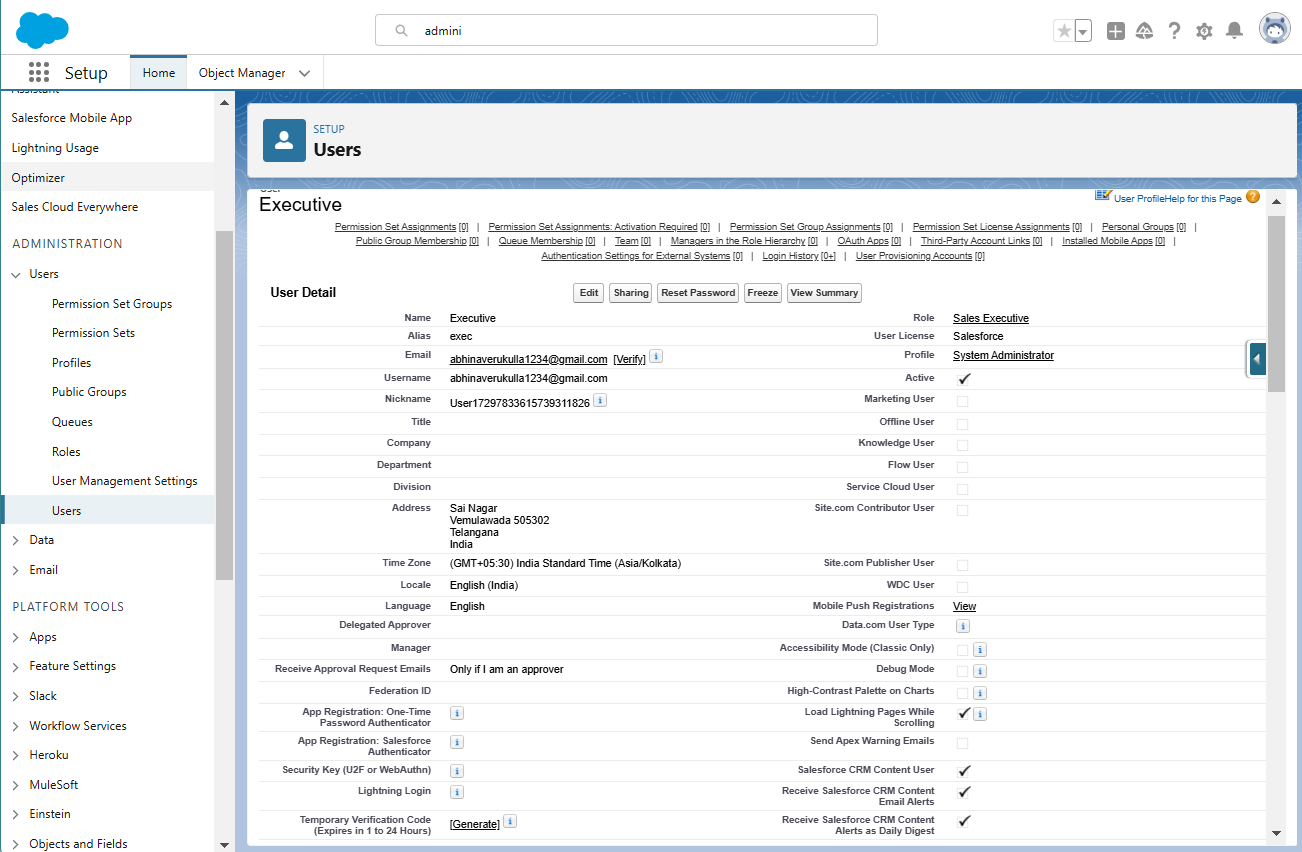 admini
Setup
Home
Object Manager
Assistant
Salesforce Mobile App
Lightning Usage
Optimizer
Sales Cloud Everywhere
ADMINISTRATION
Users
Permission Set Groups
Permission Sets
Profiles
Public Groups
Queues
Roles
User Management Settings
Users
Data
Email
PLATFORM TOOLS
Apps
Feature Settings
Slack
Workflow Services
Heroku
MuleSoft
Einstein
Objects and Fields
SETUP
Users
User
Executive
User Profile Help for this Page ?
Permission Set Assignments [0] | Permission Set Assignments: Activation Required [0] | Permission Set Group Assignments [0] | Permission Set License Assignments [0] | Personal Groups [0] |
Public Group Membership [0] | Queue Membership [0] | Team [0] | Managers in the Role Hierarchy [0] | OAuth Apps [0] | Third-Party Account Links [0] | Installed Mobile Apps [0] |
Authentication Settings for External Systems [0] | Login History [0+] | User Provisioning Accounts [0]
User Detail
Edit Sharing Reset Password Freeze View Summary
Name Executive Role Sales Executive
Alias exec User License Salesforce
Email abhinaverukulla1234@gmail.com [Verify] i Profile System Administrator
Username abhinaverukulla1234@gmail.com Active
Nickname User17297833615739311826 i Marketing User
Title Offline User
Company Knowledge User
Department Flow User
Division Service Cloud User
Address Sai Nagar Site.com Contributor User
Vemulawada 505302
Telangana
India
Time Zone (GMT+05:30) India Standard Time (Asia/Kolkata) Site.com Publisher User
Locale English (India) WDC User
Language English Mobile Push Registrations View
Delegated Approver Data.com User Type i
Manager Accessibility Mode (Classic Only) i
Receive Approval Request Emails Only if I am an approver Debug Mode i
Federation ID High-Contrast Palette on Charts i
App Registration: One-Time i Load Lightning Pages While i
Password Authenticator Scrolling
App Registration: Salesforce i Send Apex Warning Emails
Authenticator
Security Key (U2F or WebAuthn) i Salesforce CRM Content User
Lightning Login i Receive Salesforce CRM Content
Email Alerts
Temporary Verification Code [Generate] i Receive Salesforce CRM Content
(Expires in 1 to 24 Hours) Alerts as Daily Digest